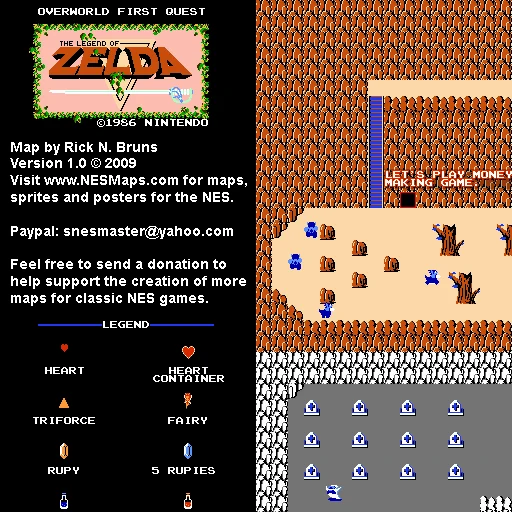 OVERWORLD FIRST QUEST
THE LEGEND OF
ZELDA
©1986 NINTENDO
Map by Rick N. Bruns
Version 1.0 © 2009
Visit www.NESMaps.com for maps,
sprites and posters for the NES.
Paypal: snesmaster@yahoo.com
Feel free to send a donation to
help support the creation of more
maps for classic NES games.
LEGEND
HEART
HEART
CONTAINER
TRIFORCE
FAIRY
RUPY
5 RUPIES
LET'S PLAY MONEY
MAKING GAME.